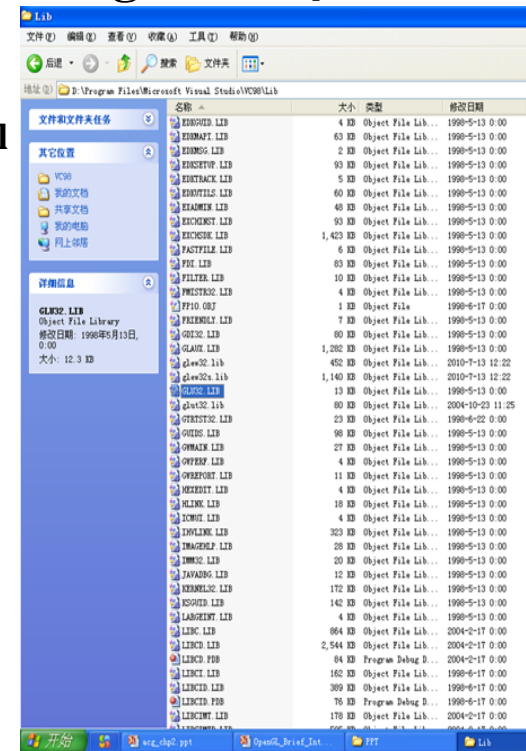 Lib
文件(F) 编辑(E) 查看(V) 收藏(A) 工具(T) 帮助(H)
后退 搜索 文件夹
地址(D) D:\Program Files\Microsoft Visual Studio\VC98\Lib
文件和文件夹任务
其它位置
VC98
我的文档
共享文档
我的电脑
网上邻居
详细信息
GLU32.LIB
Object File Library
修改日期: 1998年5月13日,
0:00
大小: 12.3 KB
名称 大小 类型 修改日期
EDKGUID.LIB 4 KB Object File Lib... 1998-5-13 0:00
EDKMAPI.LIB 63 KB Object File Lib... 1998-5-13 0:00
EDKMSG.LIB 2 KB Object File Lib... 1998-5-13 0:00
EDKSETUP.LIB 93 KB Object File Lib... 1998-5-13 0:00
EDKTRACK.LIB 5 KB Object File Lib... 1998-5-13 0:00
EDKUTILS.LIB 60 KB Object File Lib... 1998-5-13 0:00
EXADMIN.LIB 48 KB Object File Lib... 1998-5-13 0:00
EXCHINST.LIB 93 KB Object File Lib... 1998-5-13 0:00
EXCHSDK.LIB 1,423 KB Object File Lib... 1998-5-13 0:00
FASTFILE.LIB 6 KB Object File Lib... 1998-5-13 0:00
FDI.LIB 83 KB Object File Lib... 1998-5-13 0:00
FILTER.LIB 10 KB Object File Lib... 1998-5-13 0:00
FMISTR32.LIB 4 KB Object File Lib... 1998-5-13 0:00
FP10.OBJ 1 KB Object File 1998-6-17 0:00
FRIENDLY.LIB 7 KB Object File Lib... 1998-5-13 0:00
GDI32.LIB 80 KB Object File Lib... 1998-5-13 0:00
GLAUX.LIB 1,282 KB Object File Lib... 1998-5-13 0:00
glew32.lib 452 KB Object File Lib... 2010-7-13 12:22
glew32s.lib 1,140 KB Object File Lib... 2010-7-13 12:22
GLU32.LIB 13 KB Object File Lib... 1998-5-13 0:00
glut32.lib 80 KB Object File Lib... 2004-10-23 11:25
GTRTST32.LIB 23 KB Object File Lib... 1998-6-22 0:00
GUIDS.LIB 98 KB Object File Lib... 1998-5-13 0:00
GWMAIN.LIB 27 KB Object File Lib... 1998-5-13 0:00
GWPERF.LIB 4 KB Object File Lib... 1998-5-13 0:00
GWREPORT.LIB 11 KB Object File Lib... 1998-5-13 0:00
HEXEDIT.LIB 4 KB Object File Lib... 1998-5-13 0:00
HLINK.LIB 18 KB Object File Lib... 1998-5-13 0:00
ICMUI.LIB 4 KB Object File Lib... 1998-5-13 0:00
IHVLINK.LIB 323 KB Object File Lib... 1998-5-13 0:00
IMAGEHLP.LIB 28 KB Object File Lib... 1998-5-13 0:00
IMM32.LIB 20 KB Object File Lib... 1998-5-13 0:00
JAVADBG.LIB 12 KB Object File Lib... 1998-5-13 0:00
KERNEL32.LIB 172 KB Object File Lib... 1998-5-13 0:00
KSGUID.LIB 142 KB Object File Lib... 1998-5-13 0:00
LARGEINT.LIB 4 KB Object File Lib... 1998-5-13 0:00
LIBC.LIB 864 KB Object File Lib... 2004-2-17 0:00
LIBCD.LIB 2,544 KB Object File Lib... 2004-2-17 0:00
LIBCD.PDB 84 KB Program Debug D... 2004-2-17 0:00
LIBCI.LIB 162 KB Object File Lib... 1998-6-17 0:00
LIBCID.LIB 389 KB Object File Lib... 1998-6-17 0:00
LIBCID.PDB 76 KB Program Debug D... 1998-6-17 0:00
LIBCIMT.LIB 178 KB Object File Lib... 2004-2-17 0:00
开始 acg_chp2.ppt OpenGL_Brief_Int... PPT Lib